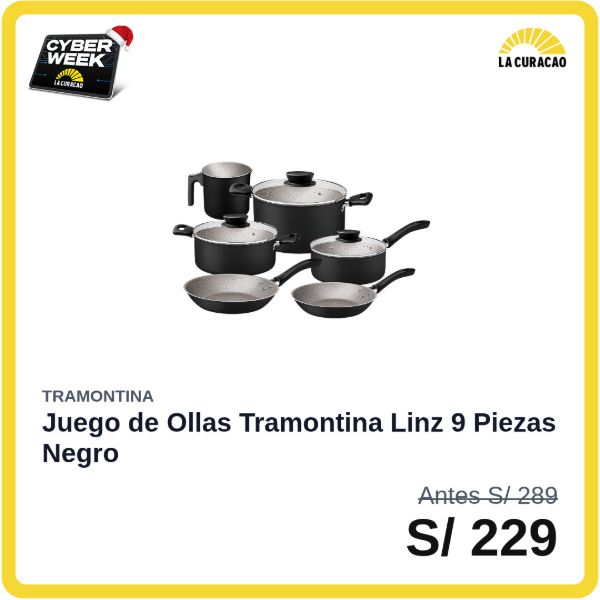 CYBER
WEEK
LA CURACAO
LA CURACAO
TRAMONTINA
Juego de Ollas Tramontina Linz 9 Piezas
Negro
Antes S/ 289
S/ 229